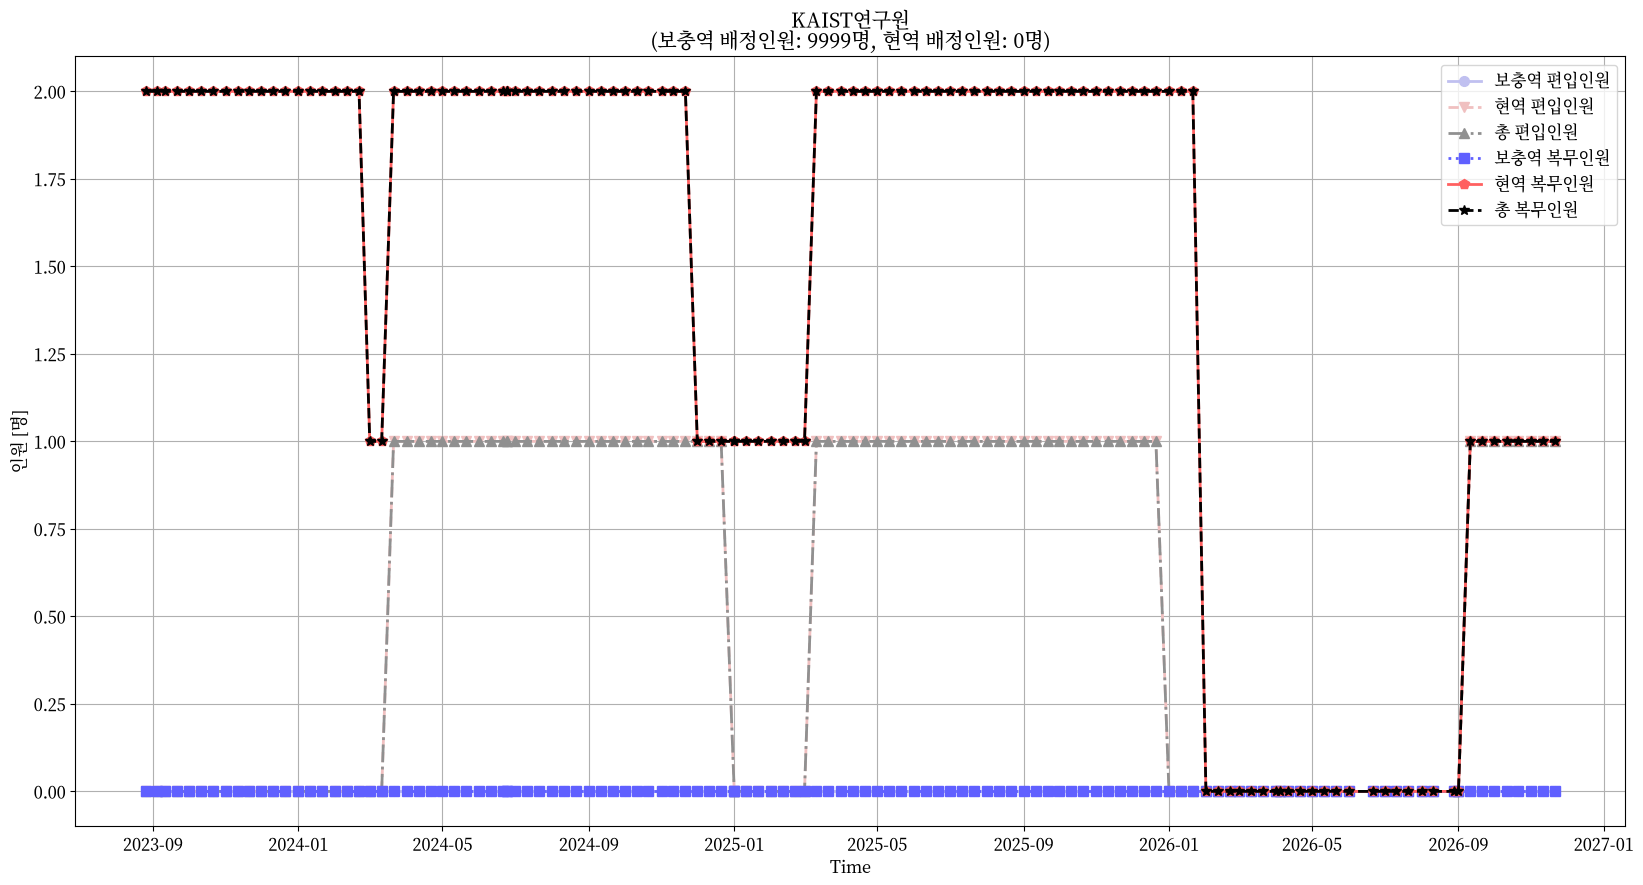 KAIST연구원
(보충역 배정인원: 9999명, 현역 배정인원: 0명)
보충역 편입인원
현역 편입인원
총 편입인원
보충역 복무인원
현역 복무인원
총 복무인원
인원 [명]
2.00
1.75
1.50
1.25
1.00
0.75
0.50
0.25
0.00
2023-09
2024-01
2024-05
2024-09
2025-01
2025-05
2025-09
2026-01
2026-05
2026-09
2027-01
Time